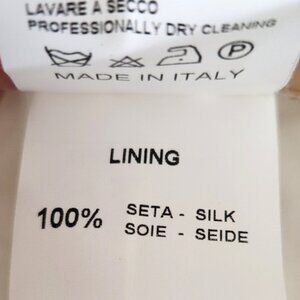 LAVARE A SECCO
PROFESSIONALLY DRY CLEANING
P
MADE IN ITALY
LINING
100% SETA - SILK
SOIE - SEIDE